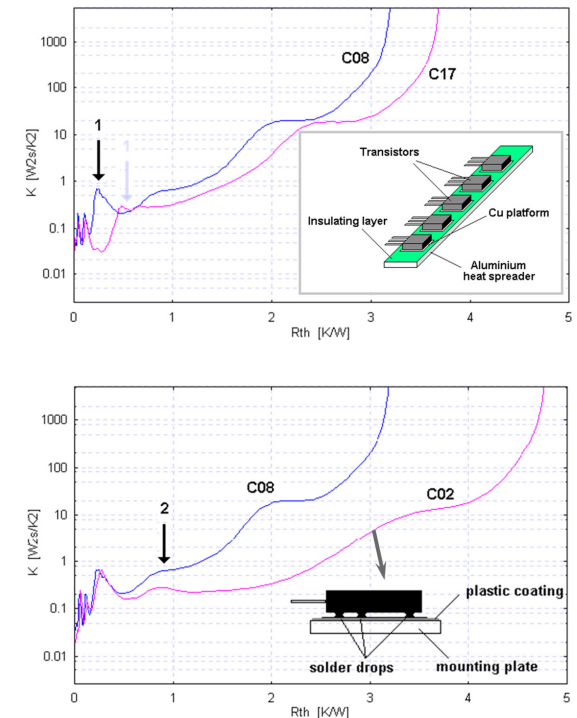 1000
100
10
1
0.1
0.01
K [W2s/K2]
C08
C17
1
1
Transistors
Insulating layer
Cu platform
Aluminium
heat spreader
0
1
2
3
4
5
Rth [K/W]
1000
100
10
1
0.1
0.01
K [W2s/K2]
C08
C02
2
plastic coating
solder drops
mounting plate
0
1
2
3
4
5
Rth [K/W]